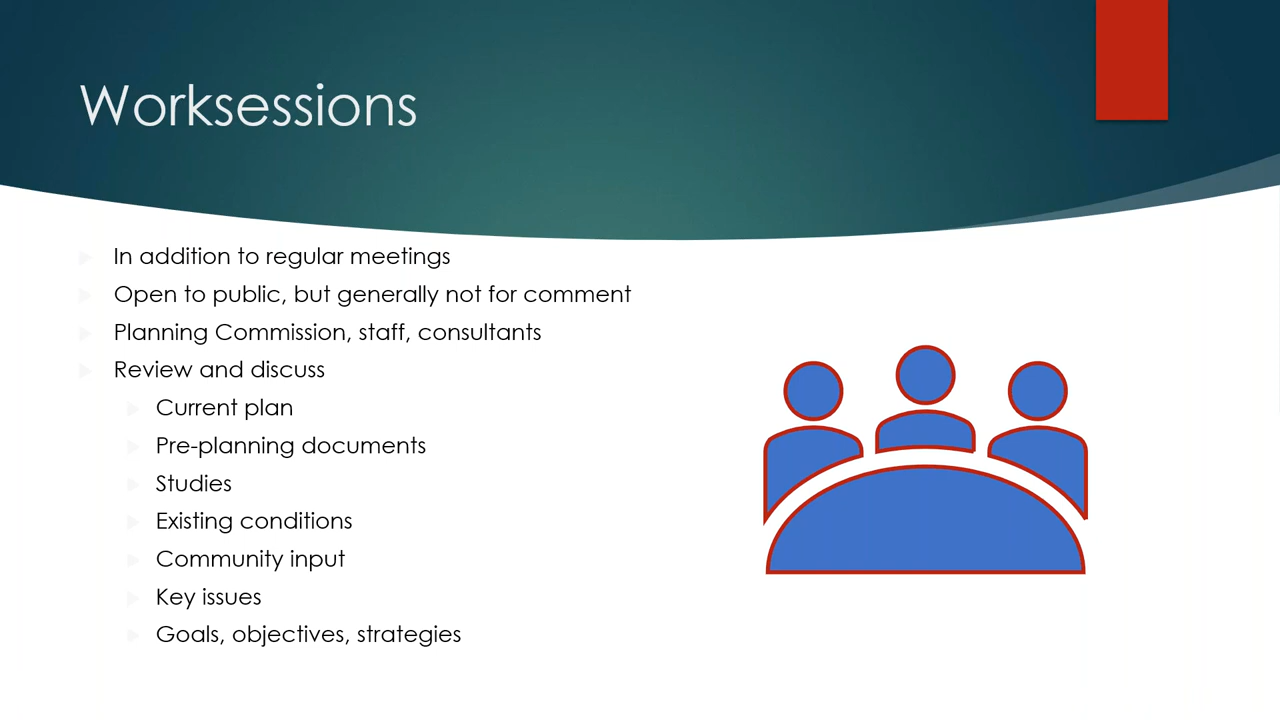 Worksessions
In addition to regular meetings
Open to public, but generally not for comment
Planning Commission, staff, consultants
Review and discuss
Current plan
Pre-planning documents
Studies
Existing conditions
Community input
Key issues
Goals, objectives, strategies